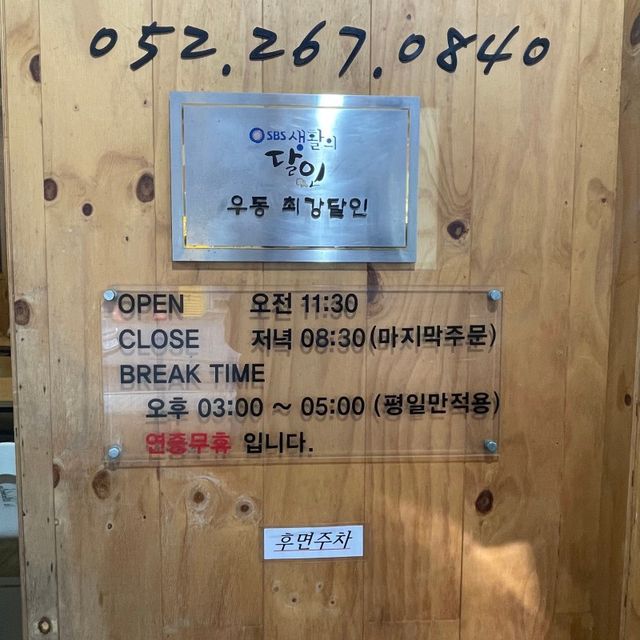 052.267.0840
SBS 생활의
달인
우동 최강달인
OPEN 오전 11:30
CLOSE 저녁 08:30 (마지막주문)
BREAK TIME
오후 03:00 ~ 05:00 (평일만적용)
연중무휴 입니다.
후면주차